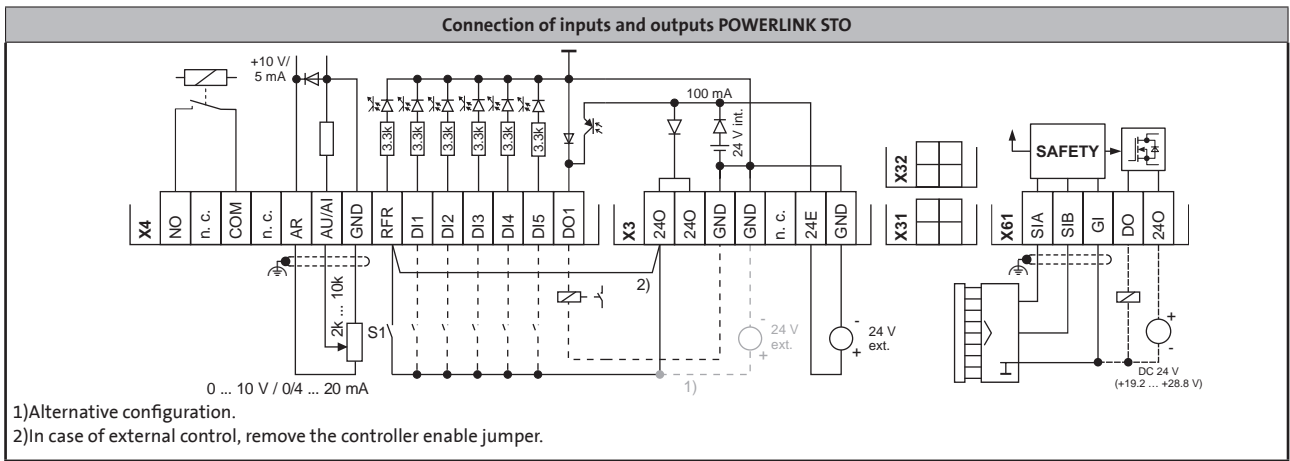 Connection of inputs and outputs POWERLINK STO
+10 V/
5 mA
100 mA
3.3k
3.3k
3.3k
3.3k
3.3k
3.3k
24 V int.
SAFETY
X4
NO
n. c.
COM
n. c.
AR
AU/AI
GND
RFR
DI1
DI2
DI3
DI4
DI5
DO1
X3
24O
24O
GND
GND
n. c.
24E
GND
X32
X31
X61
SIA
SIB
GI
DO
24O
2k ... 10k
S1
2)
-
24 V
ext.
+
-
24 V
ext.
+
+
-
DC 24 V
(+19.2 ... +28.8 V)
1)
0 ... 10 V / 0/4 ... 20 mA
1)Alternative configuration.
2)In case of external control, remove the controller enable jumper.